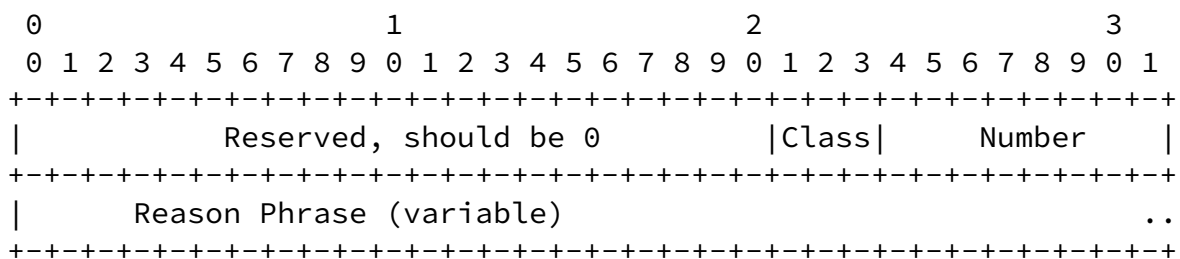 0                   1                   2                   3
 0 1 2 3 4 5 6 7 8 9 0 1 2 3 4 5 6 7 8 9 0 1 2 3 4 5 6 7 8 9 0 1
+-+-+-+-+-+-+-+-+-+-+-+-+-+-+-+-+-+-+-+-+-+-+-+-+-+-+-+-+-+-+-+-+
|           Reserved, should be 0         |Class|     Number    |
+-+-+-+-+-+-+-+-+-+-+-+-+-+-+-+-+-+-+-+-+-+-+-+-+-+-+-+-+-+-+-+-+
|      Reason Phrase (variable)                                ..
+-+-+-+-+-+-+-+-+-+-+-+-+-+-+-+-+-+-+-+-+-+-+-+-+-+-+-+-+-+-+-+-+